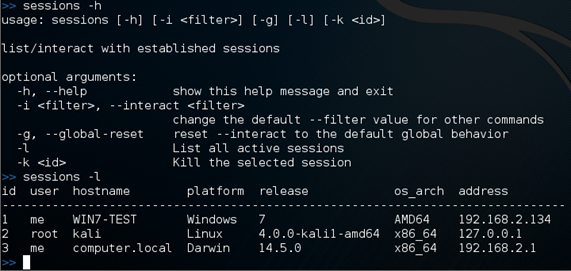 >> sessions -h
usage: sessions [-h] [-i <filter>] [-g] [-l] [-k <id>]
list/interact with established sessions
optional arguments:
-h, --help show this help message and exit
-i <filter>, --interact <filter>
change the default --filter value for other commands
-g, --global-reset reset --interact to the default global behavior
-l List all active sessions
-k <id> Kill the selected session
>> sessions -l
id user hostname platform release os_arch address
------------------------------------------------------------------------
1 me WIN7-TEST Windows 7 AMD64 192.168.2.134
2 root kali Linux 4.0.0-kali1-amd64 x86_64 127.0.0.1
3 me computer.local Darwin 14.5.0 x86_64 192.168.2.1
>>